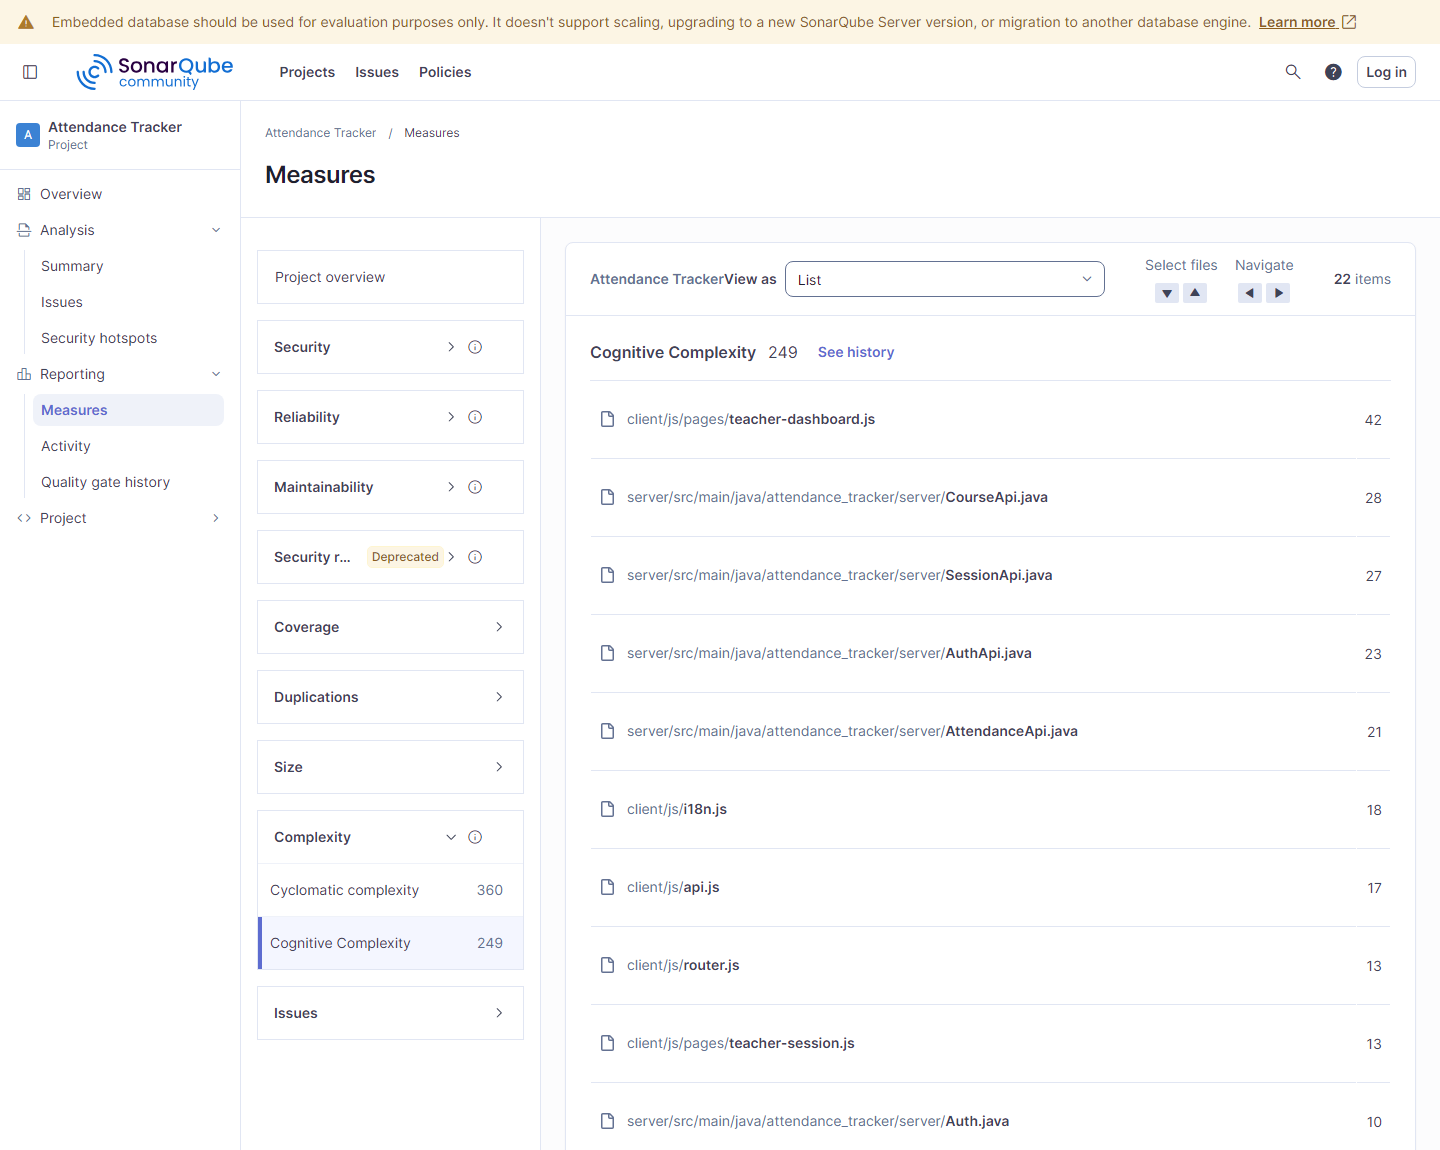 Embedded database should be used for evaluation purposes only. It doesn't support scaling, upgrading to a new SonarQube Server version, or migration to another database engine. Learn more
SonarQube community
Projects Issues Policies
? Log in
A Attendance Tracker
Project
Overview
Analysis
Summary
Issues
Security hotspots
Reporting
Measures
Activity
Quality gate history
Project
Attendance Tracker / Measures
Measures
Project overview
Security
Reliability
Maintainability
Security r... Deprecated
Coverage
Duplications
Size
Complexity
Cyclomatic complexity 360
Cognitive Complexity 249
Issues
Attendance Tracker View as List
Select files Navigate
22 items
Cognitive Complexity 249 See history
client/js/pages/teacher-dashboard.js 42
server/src/main/java/attendance_tracker/server/CourseApi.java 28
server/src/main/java/attendance_tracker/server/SessionApi.java 27
server/src/main/java/attendance_tracker/server/AuthApi.java 23
server/src/main/java/attendance_tracker/server/AttendanceApi.java 21
client/js/i18n.js 18
client/js/api.js 17
client/js/router.js 13
client/js/pages/teacher-session.js 13
server/src/main/java/attendance_tracker/server/Auth.java 10